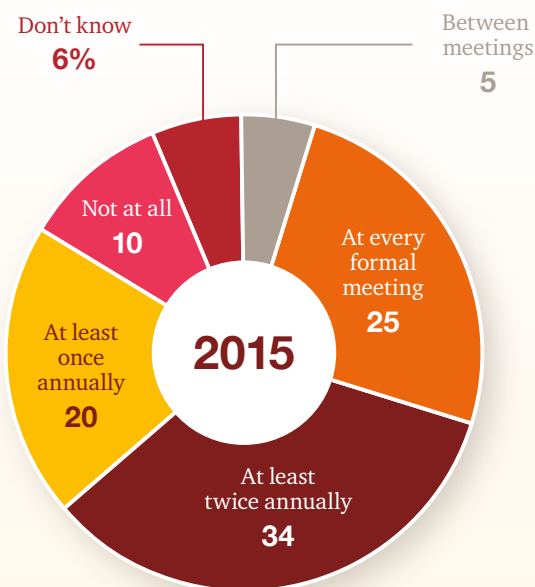 Don’t know
6%
Between
meetings
5
At every
formal
meeting
25
At least
twice annually
34
At least
once
annually
20
Not at all
10
2015